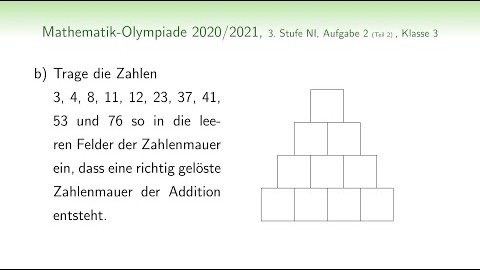 Mathematik-Olympiade 2020/2021, 3. Stufe NI, Aufgabe 2 (Teil 2) , Klasse 3
b) Trage die Zahlen
3, 4, 8, 11, 12, 23, 37, 41,
53 und 76 so in die lee-
ren Felder der Zahlenmauer
ein, dass eine richtig gelöste
Zahlenmauer der Addition
entsteht.